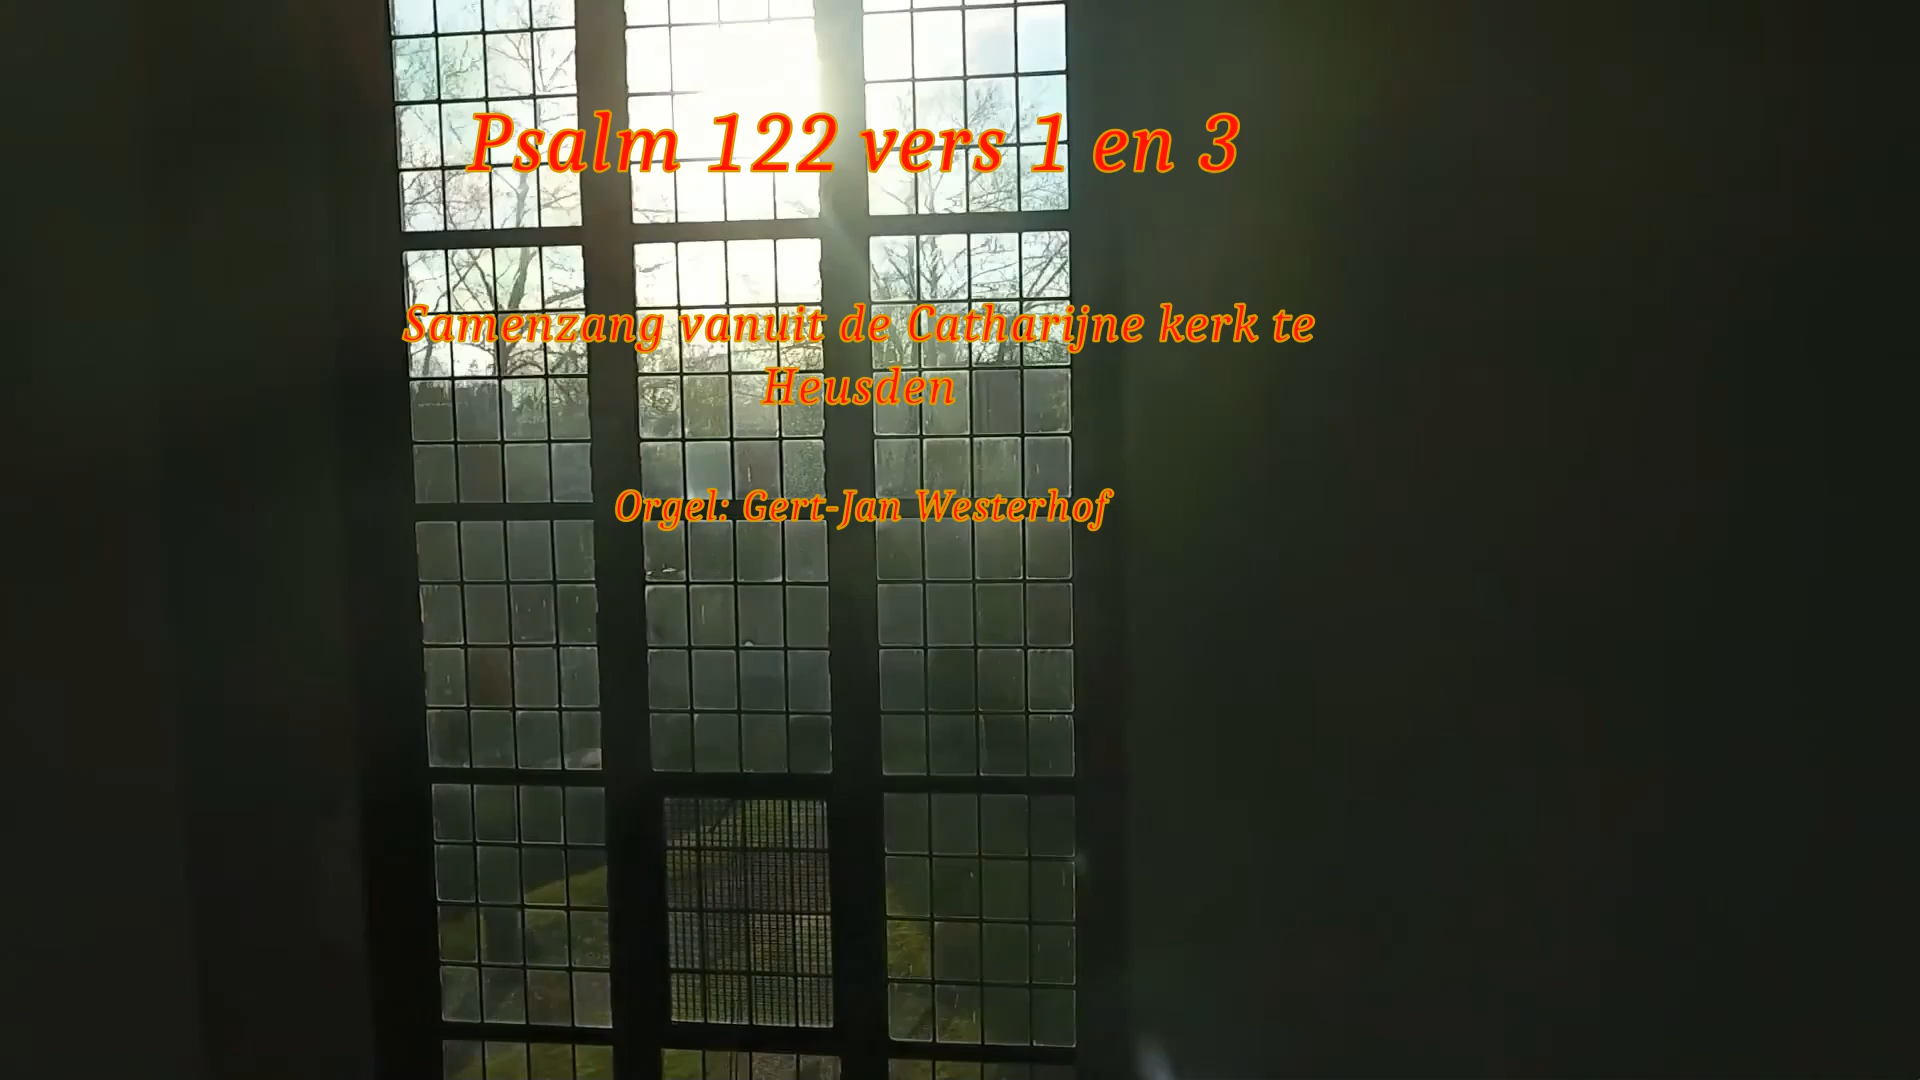 Psalm 122 vers 1 en 3
Samenzang vanuit de Catharijne kerk te
Heusden
Orgel: Gert-Jan Westerhof